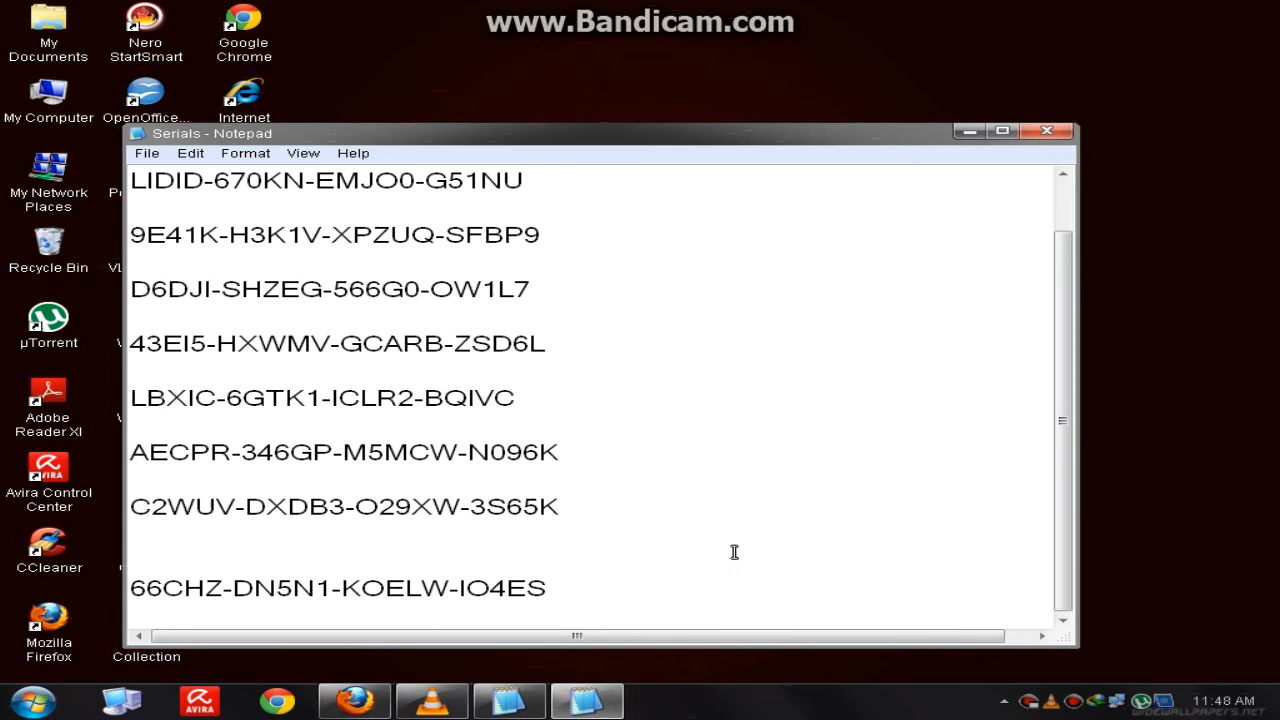 www.Bandicam.com
My Documents
Nero StartSmart
Google Chrome
My Computer
OpenOffice...
Internet
Serials - Notepad
File Edit Format View Help
LIDID-670KN-EMJO0-G51NU
9E41K-H3K1V-XPZUQ-SFBP9
D6DJI-SHZEG-566G0-OW1L7
43EI5-HXWMV-GCARB-ZSD6L
LBXIC-6GTK1-ICLR2-BQIVC
AECPR-346GP-M5MCW-N096K
C2WUV-DXDB3-O29XW-3S65K
66CHZ-DN5N1-KOELW-IO4ES
My Network Places
Recycle Bin
VL
µTorrent
Adobe Reader XI
Avira Control Center
AVIRA
CCleaner
Mozilla Firefox
Collection
AVIRA
11:48 AM